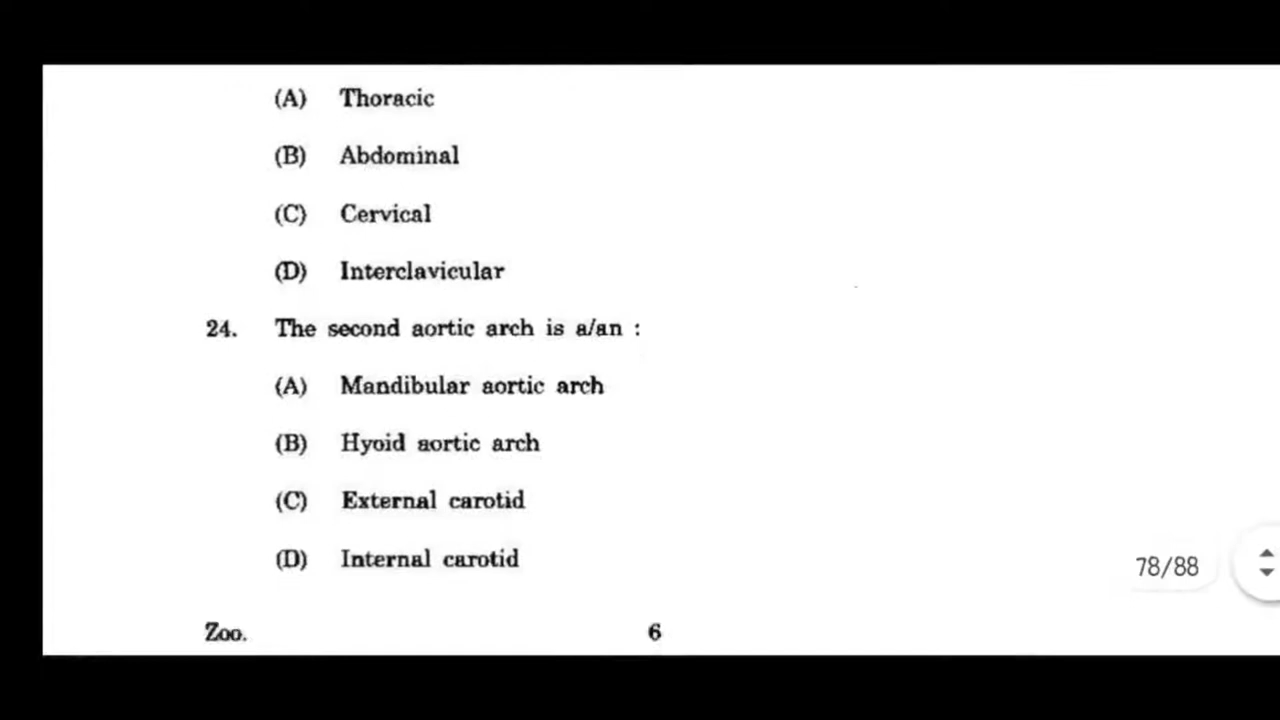 (A) Thoracic
(B) Abdominal
(C) Cervical
(D) Interclavicular
24. The second aortic arch is a/an :
(A) Mandibular aortic arch
(B) Hyoid aortic arch
(C) External carotid
(D) Internal carotid
78/88
Zoo. 6